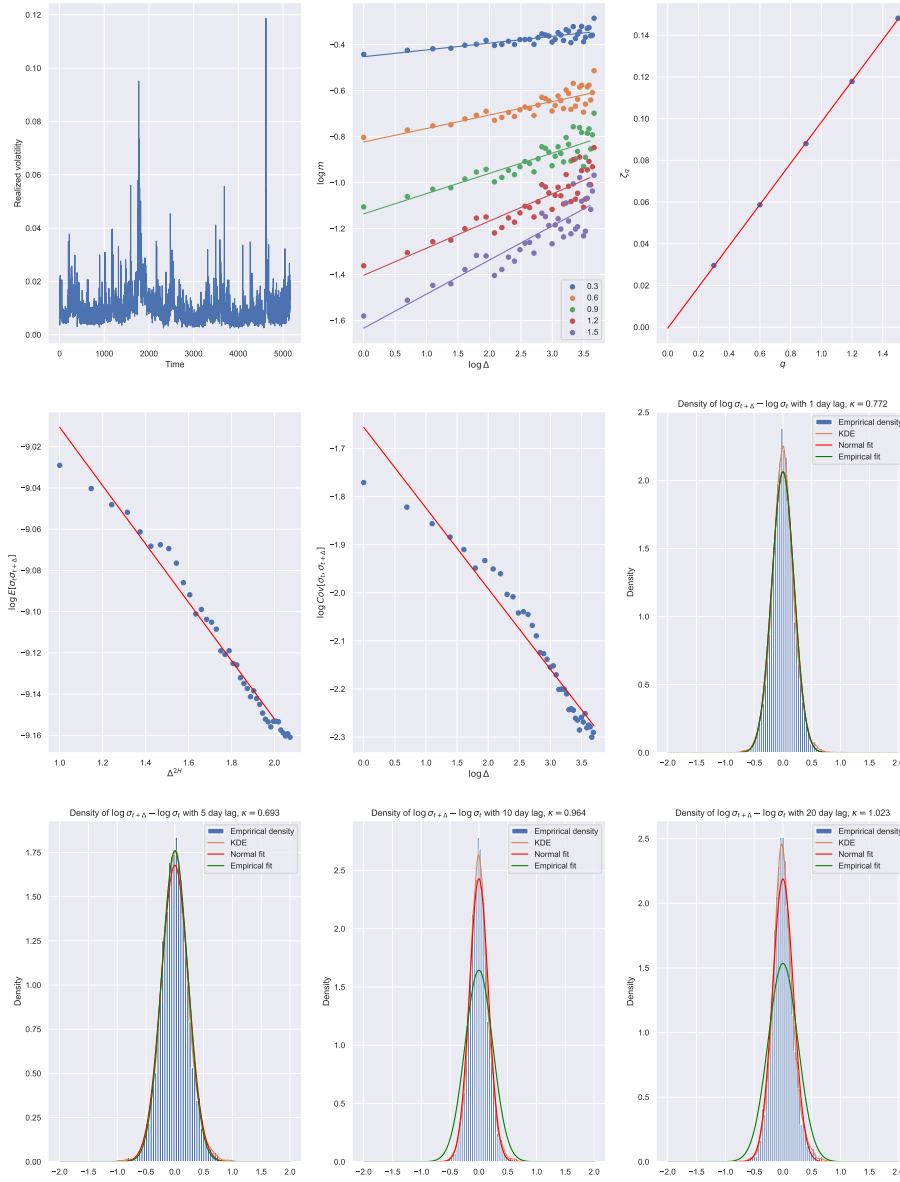 0.12
0.10
0.08
0.06
0.04
0.02
0.00
Realized volatility
0 1000 2000 3000 4000 5000
Time
−0.4
−0.6
−0.8
−1.0
−1.2
−1.4
−1.6
log m
0.0 0.5 1.0 1.5 2.0 2.5 3.0 3.5
log Δ
0.3
0.6
0.9
1.2
1.5
0.14
0.12
0.10
0.08
0.06
0.04
0.02
0.00
ζq
0.0 0.2 0.4 0.6 0.8 1.0 1.2 1.4
q
−9.02
−9.04
−9.06
−9.08
−9.10
−9.12
−9.14
−9.16
log E[σtσt+Δ]
1.0 1.2 1.4 1.6 1.8 2.0
Δ^2H
−1.7
−1.8
−1.9
−2.0
−2.1
−2.2
−2.3
log Cov[σt, σt+Δ]
0.0 0.5 1.0 1.5 2.0 2.5 3.0 3.5
log Δ
Density of log σt+Δ − log σt with 1 day lag, κ = 0.772
2.5
2.0
1.5
1.0
0.5
0.0
Density
Emprirical density
KDE
Normal fit
Empirical fit
−2.0 −1.5 −1.0 −0.5 0.0 0.5 1.0 1.5 2.0
Density of log σt+Δ − log σt with 5 day lag, κ = 0.693
1.75
1.50
1.25
1.00
0.75
0.50
0.25
0.00
Density
Emprirical density
KDE
Normal fit
Empirical fit
−2.0 −1.5 −1.0 −0.5 0.0 0.5 1.0 1.5 2.0
Density of log σt+Δ − log σt with 10 day lag, κ = 0.964
2.5
2.0
1.5
1.0
0.5
0.0
Density
Emprirical density
KDE
Normal fit
Empirical fit
−2.0 −1.5 −1.0 −0.5 0.0 0.5 1.0 1.5 2.0
Density of log σt+Δ − log σt with 20 day lag, κ = 1.023
2.5
2.0
1.5
1.0
0.5
0.0
Density
Emprirical density
KDE
Normal fit
Empirical fit
−2.0 −1.5 −1.0 −0.5 0.0 0.5 1.0 1.5 2.0